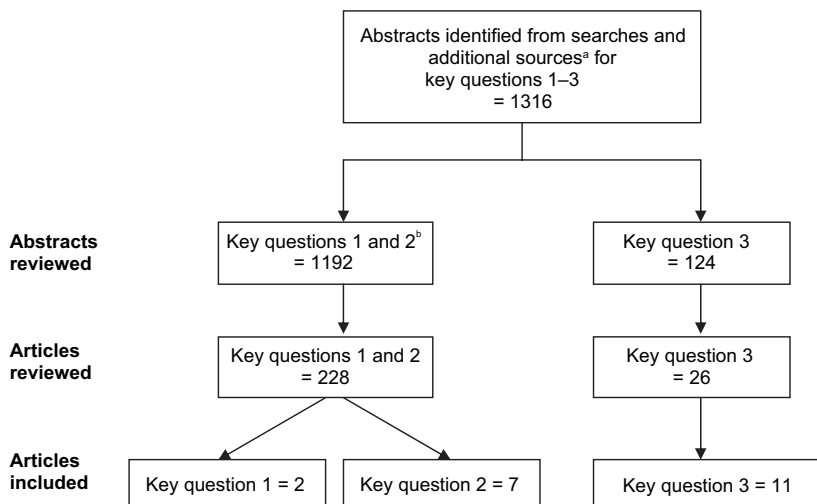 Abstracts identified from searches and
additional sourcesᵃ for
key questions 1–3
= 1316
Abstracts
reviewed
Key questions 1 and 2ᵇ
= 1192
Key question 3
= 124
Articles
reviewed
Key questions 1 and 2
= 228
Key question 3
= 26
Articles
included
Key question 1 = 2
Key question 2 = 7
Key question 3 = 11